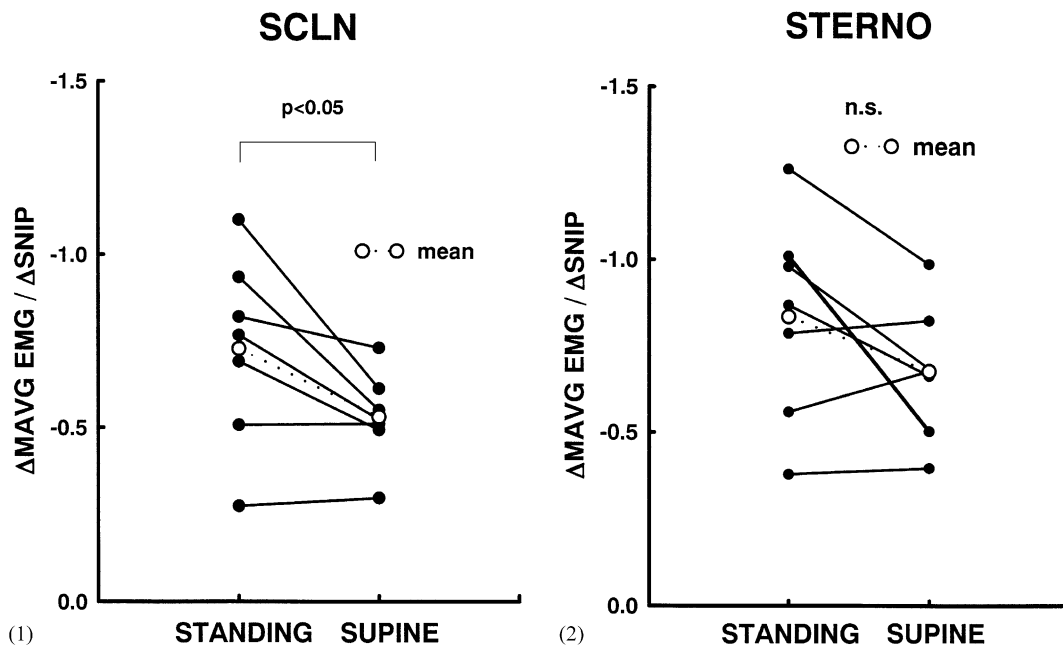 SCLN
-1.5
p<0.05
mean
-1.0
-0.5
0.0
ΔMAVG EMG / ΔSNIP
STANDING SUPINE
(1)
STERNO
-1.5
n.s.
mean
-1.0
-0.5
0.0
ΔMAVG EMG / ΔSNIP
STANDING SUPINE
(2)